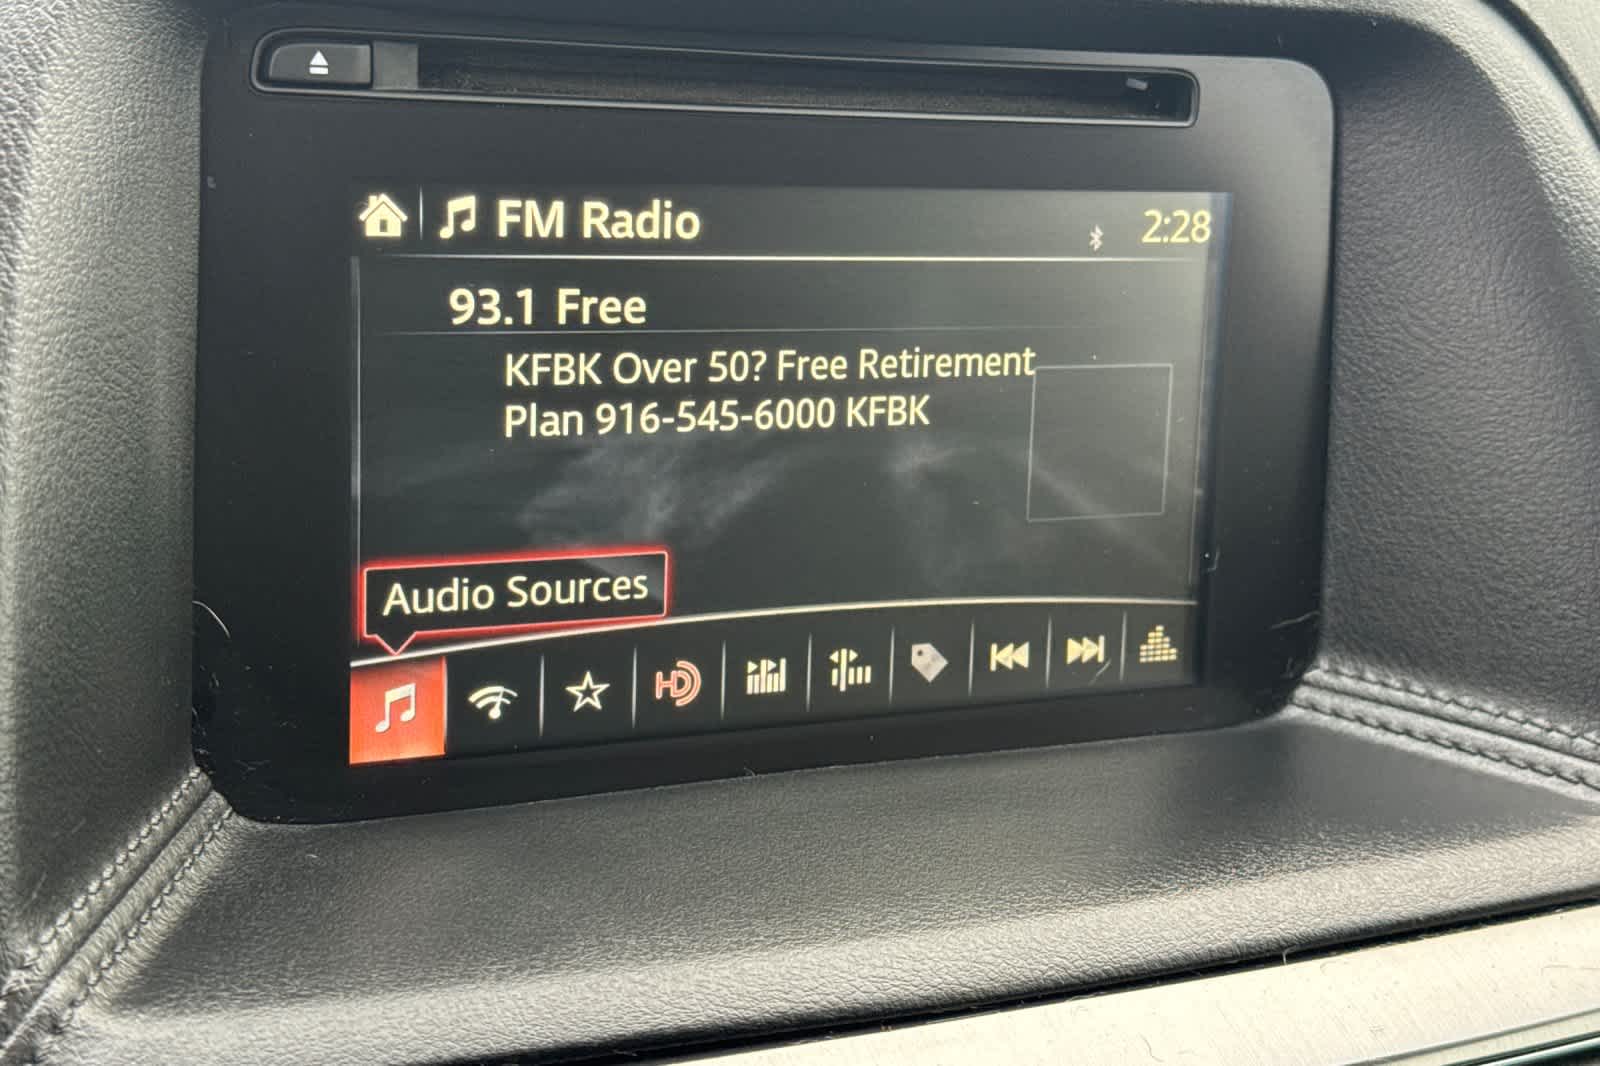 FM Radio
2:28
93.1 Free
KFBK Over 50? Free Retirement
Plan 916-545-6000 KFBK
Audio Sources
HD